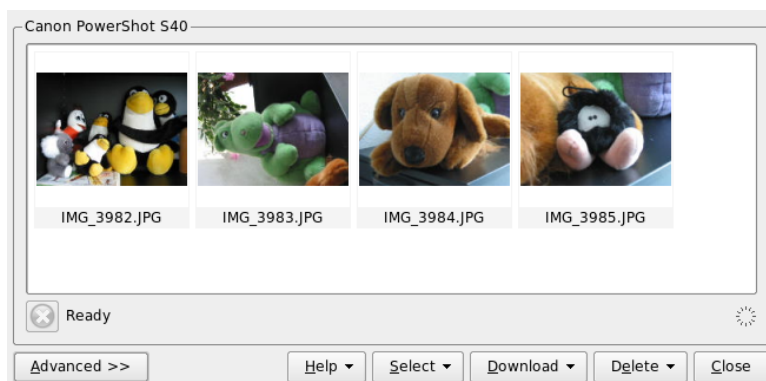 Canon PowerShot S40
IMG_3982.JPG IMG_3983.JPG IMG_3984.JPG IMG_3985.JPG
Ready
Advanced >> Help Select Download Delete Close